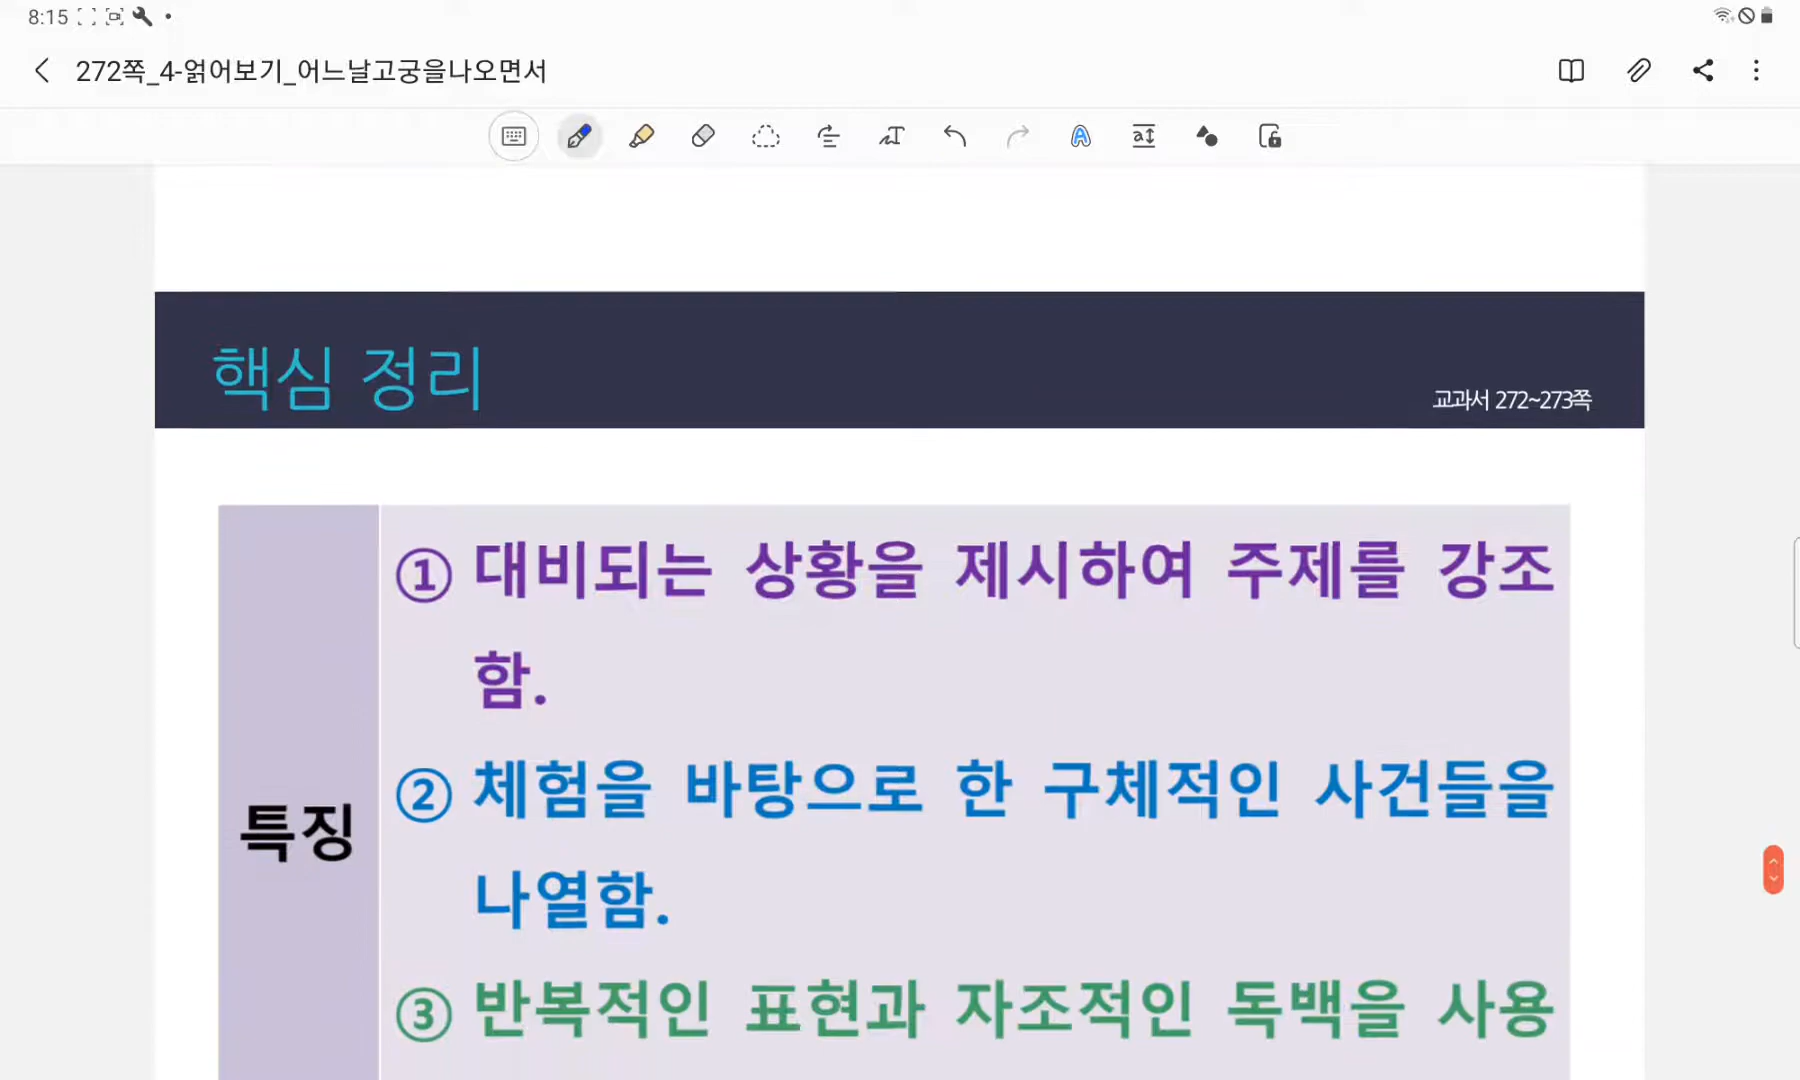 8:15
272쪽_4-얽어보기_어느날고궁을나오면서
핵심 정리
교과서 272~273쪽
특징
① 대비되는 상황을 제시하여 주제를 강조
함.
② 체험을 바탕으로 한 구체적인 사건들을
나열함.
③ 반복적인 표현과 자조적인 독백을 사용